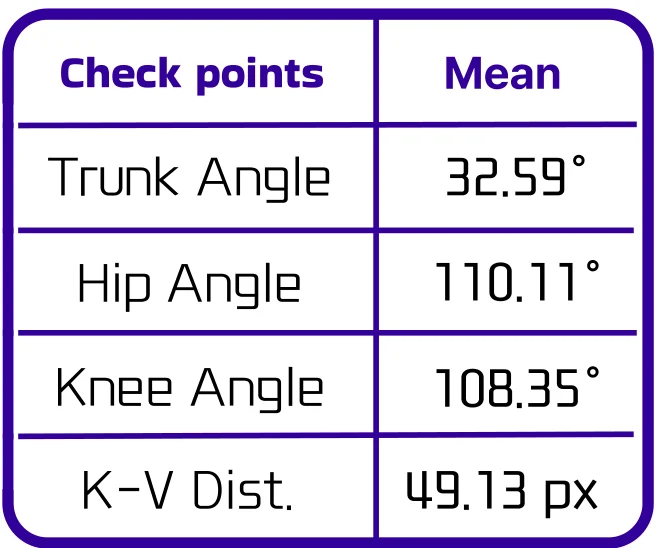 Check points Mean
Trunk Angle 32.59°
Hip Angle 110.11°
Knee Angle 108.35°
K-V Dist. 49.13 px